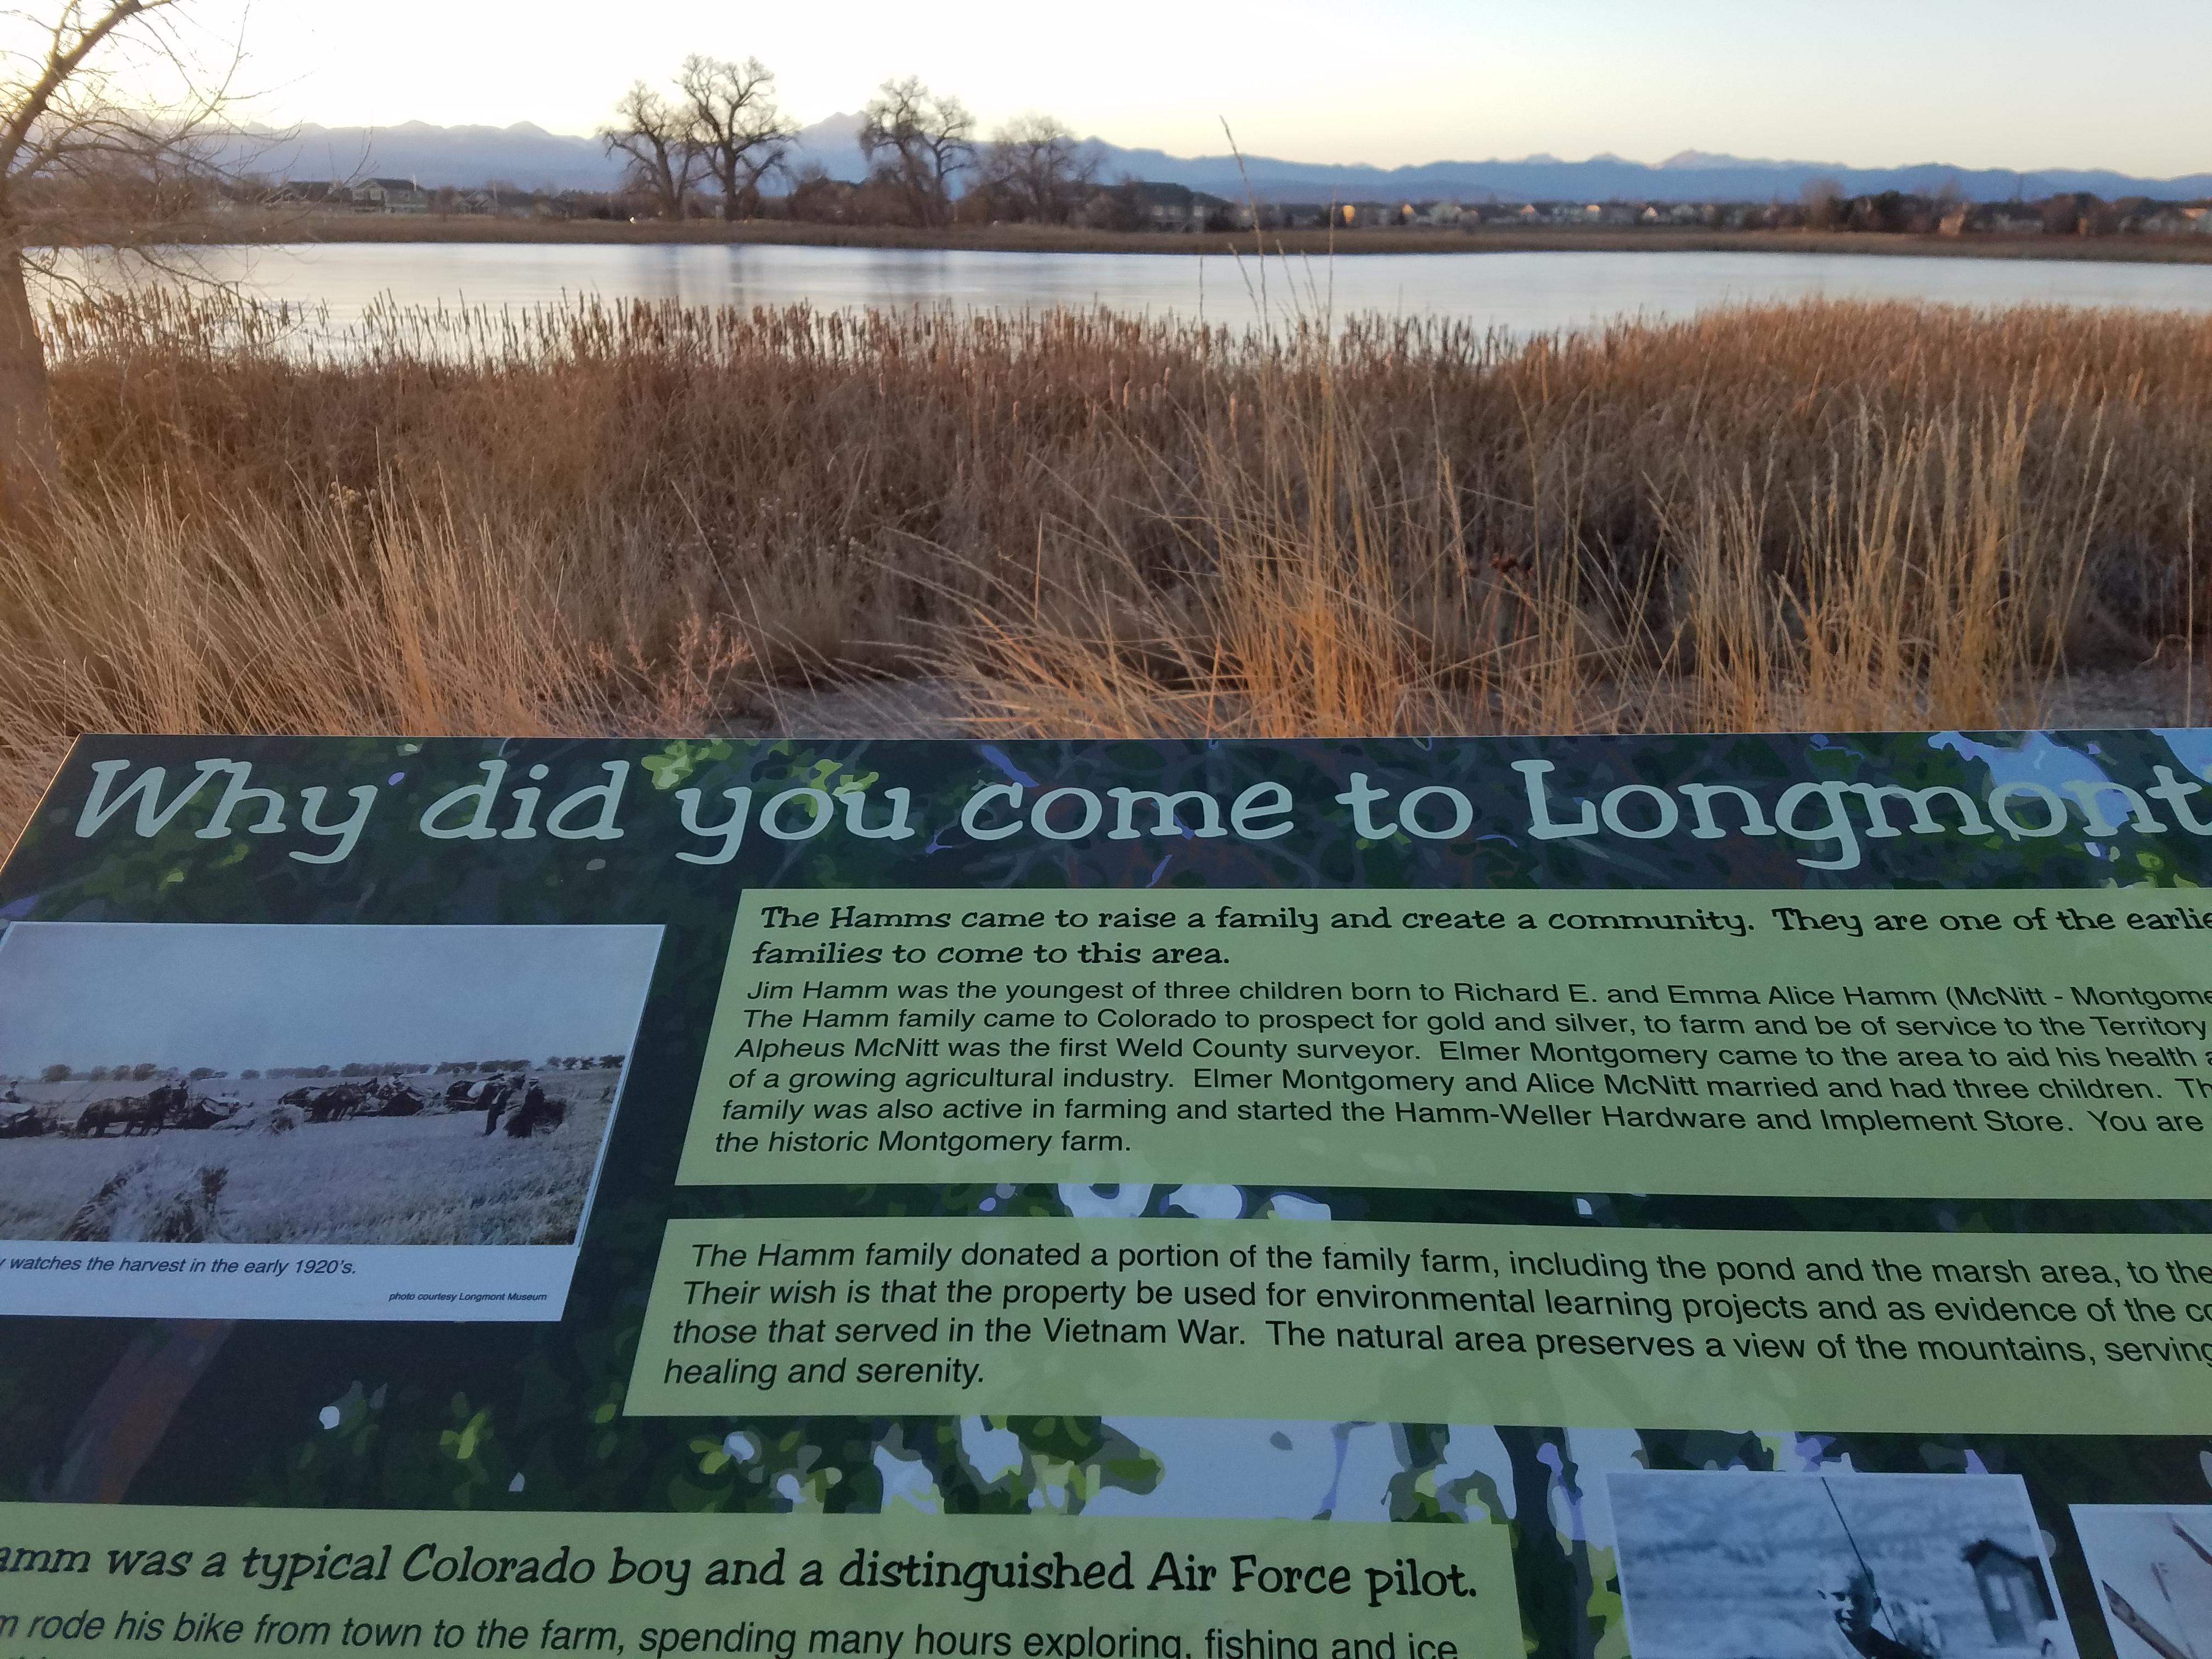 Why did you come to Longmont
The Hamms came to raise a family and create a community. They are one of the earlie
families to come to this area.
Jim Hamm was the youngest of three children born to Richard E. and Emma Alice Hamm (McNitt - Montgome
The Hamm family came to Colorado to prospect for gold and silver, to farm and be of service to the Territory
Alpheus McNitt was the first Weld County surveyor. Elmer Montgomery came to the area to aid his health a
of a growing agricultural industry. Elmer Montgomery and Alice McNitt married and had three children. Th
family was also active in farming and started the Hamm-Weller Hardware and Implement Store. You are
the historic Montgomery farm.
watches the harvest in the early 1920's.
photo courtesy Longmont Museum
The Hamm family donated a portion of the family farm, including the pond and the marsh area, to the
Their wish is that the property be used for environmental learning projects and as evidence of the co
those that served in the Vietnam War. The natural area preserves a view of the mountains, serving
healing and serenity.
amm was a typical Colorado boy and a distinguished Air Force pilot.
rode his bike from town to the farm, spending many hours exploring, fishing and ice